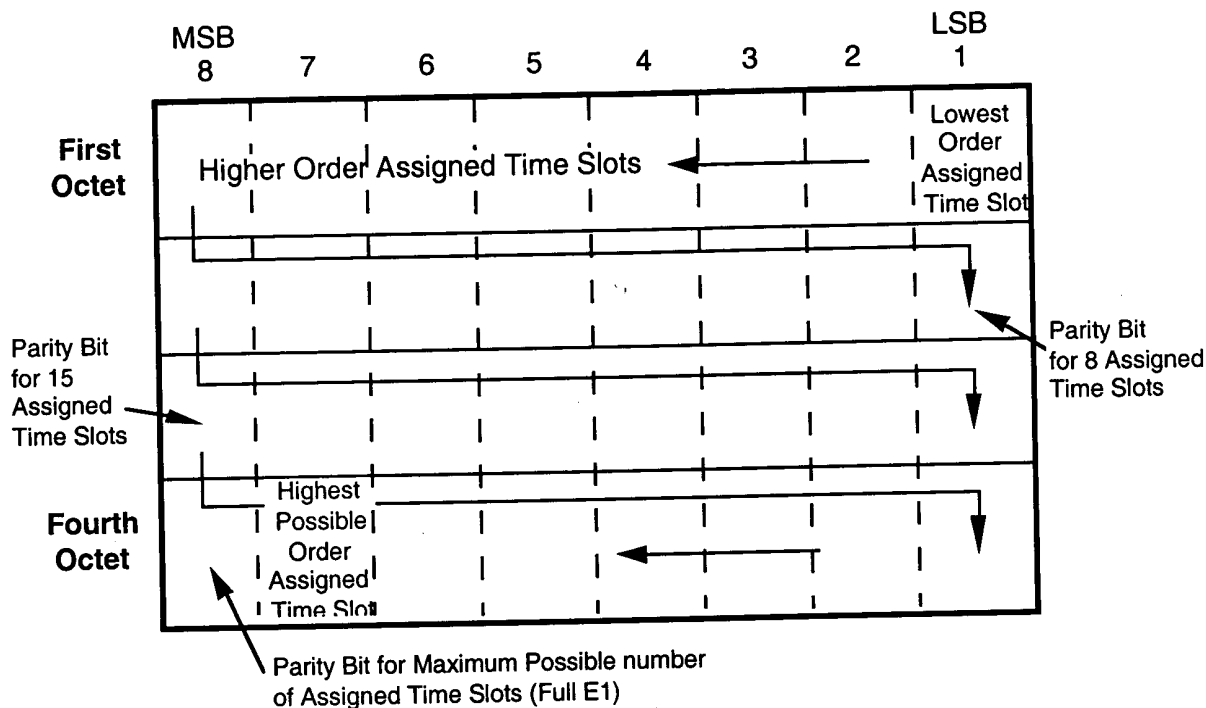 MSB
LSB
8 7 6 5 4 3 2 1
First
Octet
Higher Order Assigned Time Slots
Lowest
Order
Assigned
Time Slot
Parity Bit
for 8 Assigned
Time Slots
Parity Bit
for 15
Assigned
Time Slots
Fourth
Octet
Highest
Possible
Order
Assigned
Time Slot
Parity Bit for Maximum Possible number
of Assigned Time Slots (Full E1)